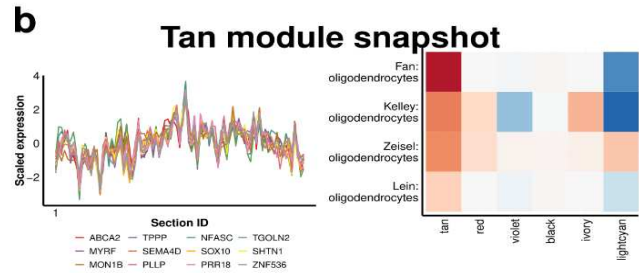 b
Tan module snapshot
Scaled expression
4
2
0
−2
1
Section ID
ABCA2 TPPP NFASC TGOLN2
MYRF SEMA4D SOX10 SHTN1
MON1B PLLP PRR18 ZNF536
Fan:
oligodendrocytes
Kelley:
oligodendrocytes
Zeisel:
oligodendrocytes
Lein:
oligodendrocytes
tan
red
violet
black
ivory
lightcyan